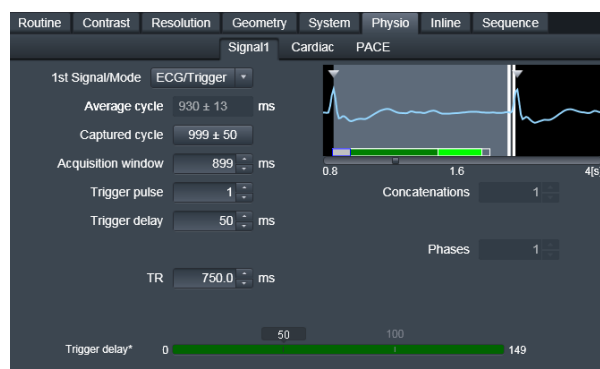 Routine Contrast Resolution Geometry System Physio Inline Sequence
Signal1 Cardiac PACE
1st Signal/Mode ECG/Trigger
Average cycle 930 ± 13 ms
Captured cycle 999 ± 50
Acquisition window 899 ms
0.8 1.6 4[s]
Trigger pulse 1
Concatenations 1
Trigger delay 50 ms
Phases 1
TR 750.0 ms
50 100
Trigger delay* 0 149